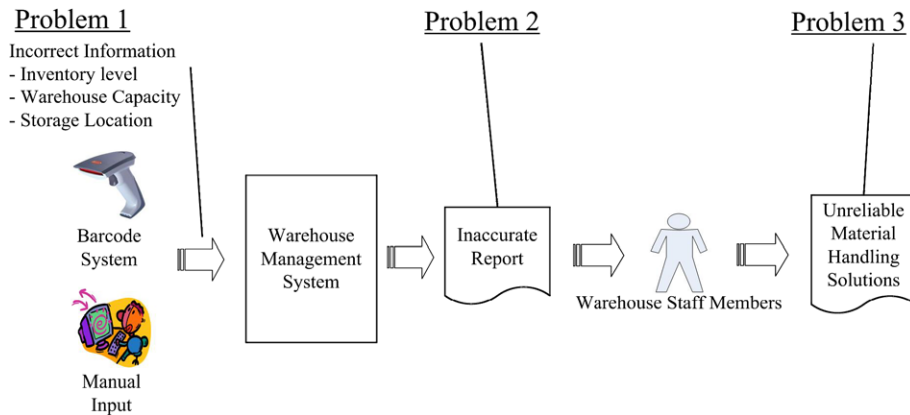 Problem 1
Incorrect Information
- Inventory level
- Warehouse Capacity
- Storage Location
Barcode
System
Manual
Input
Warehouse
Management
System
Problem 2
Inaccurate
Report
Warehouse Staff Members
Problem 3
Unreliable
Material
Handling
Solutions